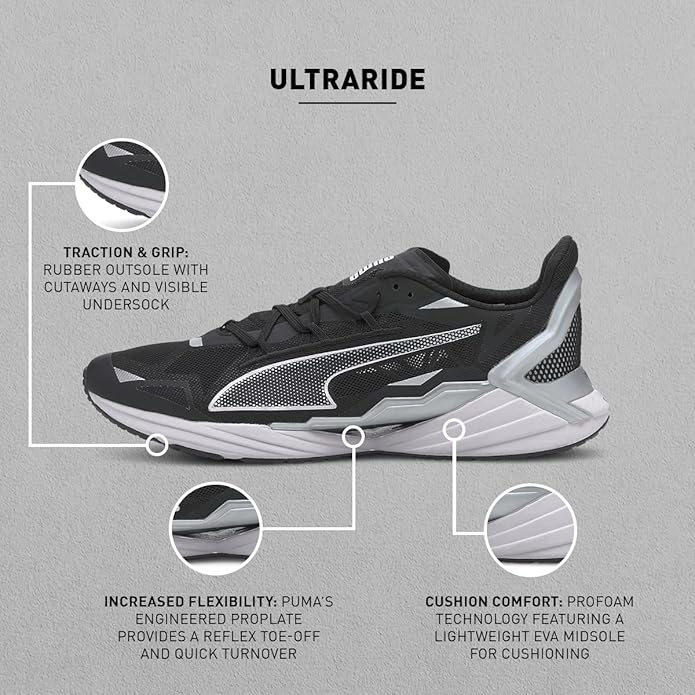 ULTRARIDE
TRACTION & GRIP:
RUBBER OUTSOLE WITH
CUTAWAYS AND VISIBLE
UNDERSOCK
PUMA
INCREASED FLEXIBILITY: PUMA'S
ENGINEERED PROPLATE
PROVIDES A REFLEX TOE-OFF
AND QUICK TURNOVER
CUSHION COMFORT: PROFOAM
TECHNOLOGY FEATURING A
LIGHTWEIGHT EVA MIDSOLE
FOR CUSHIONING